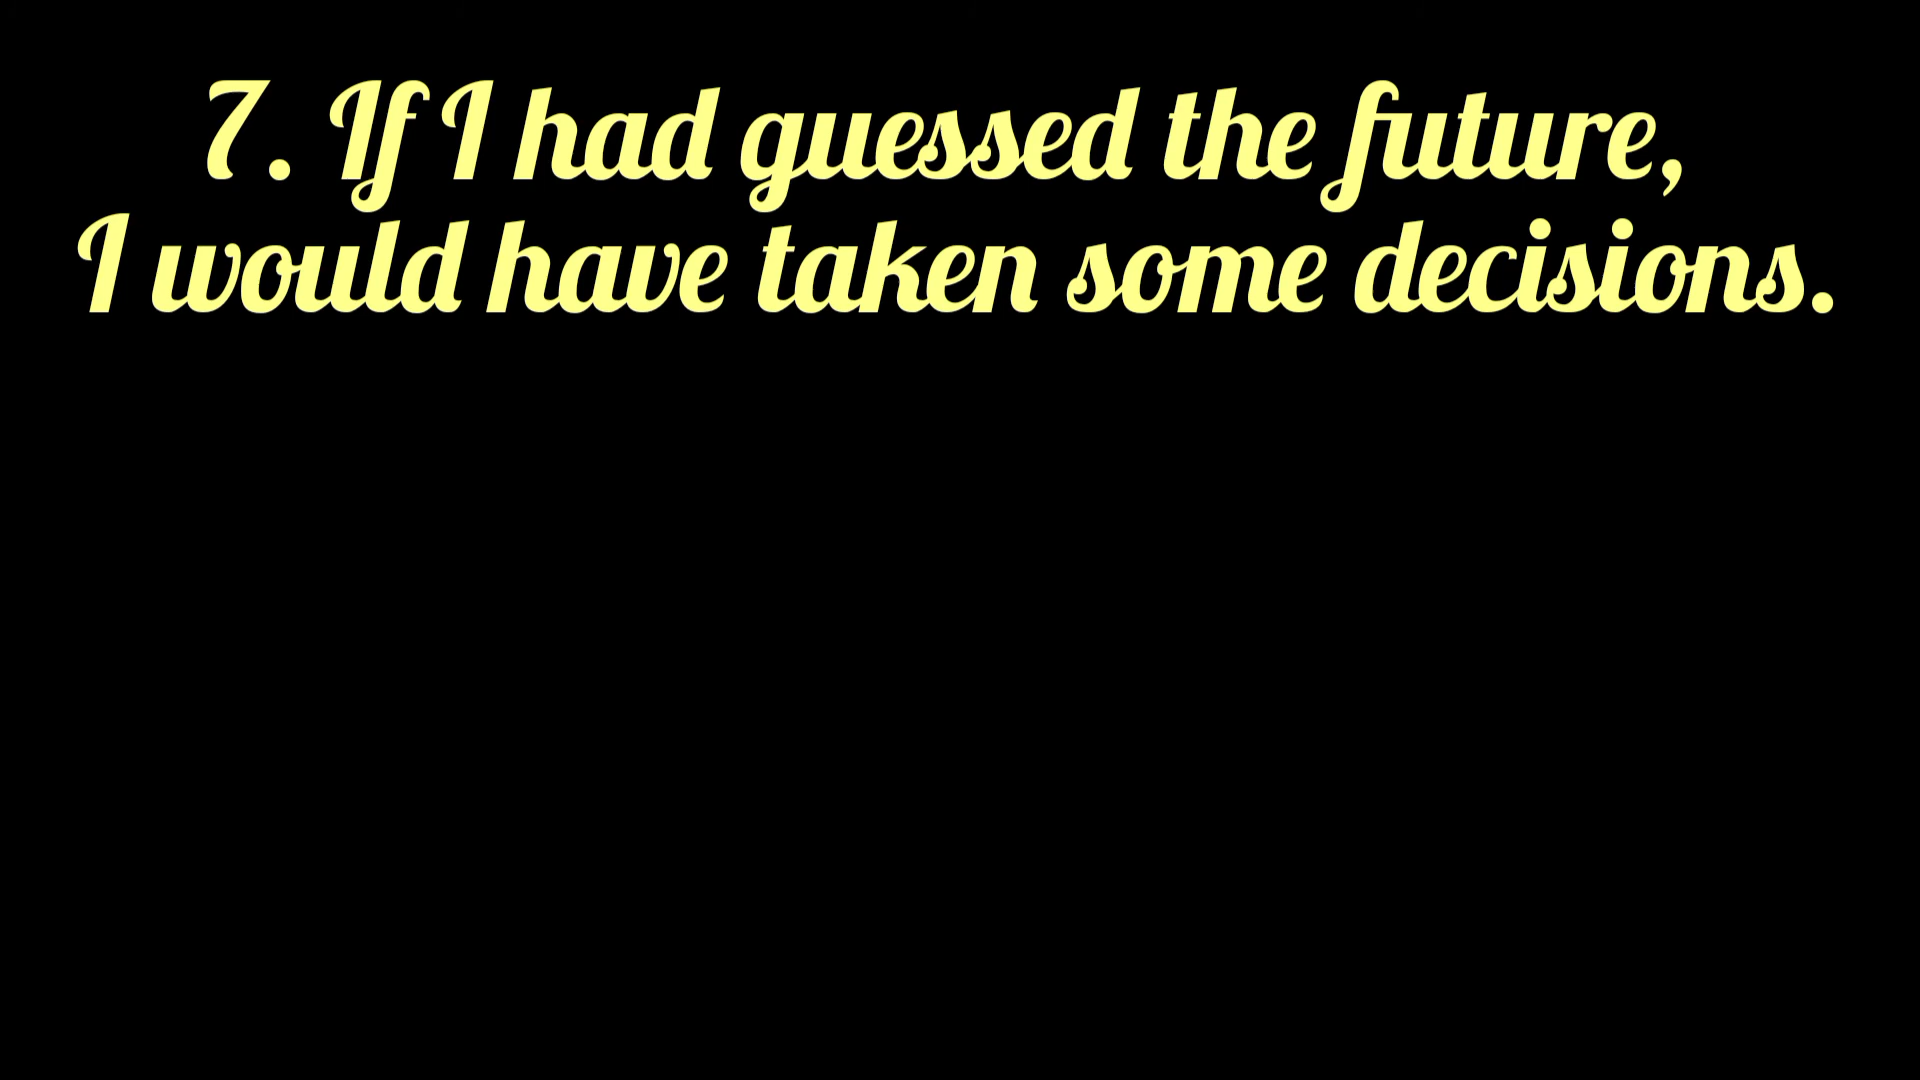 7. If I had guessed the future,
I would have taken some decisions.